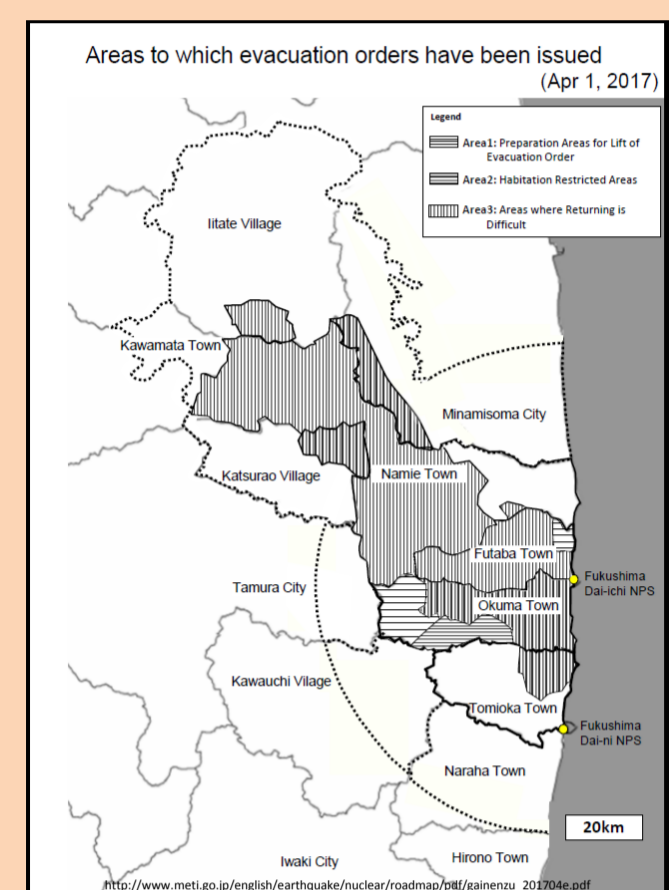 Areas to which evacuation orders have been issued
(Apr 1, 2017)
Legend
Area1: Preparation Areas for Lift of
Evacuation Order
Area2: Habitation Restricted Areas
Area3: Areas where Returning is
Difficult
Iitate Village
Kawamata Town
Minamisoma City
Katsurao Village
Namie Town
Futaba Town
Fukushima
Dai-ichi NPS
Tamura City
Okuma Town
Kawauchi Village
Tomioka Town
Fukushima
Dai-ni NPS
Naraha Town
20km
Iwaki City
Hirono Town
http://www.meti.go.jp/english/earthquake/nuclear/roadmap/pdf/gainenzu_201704e.pdf